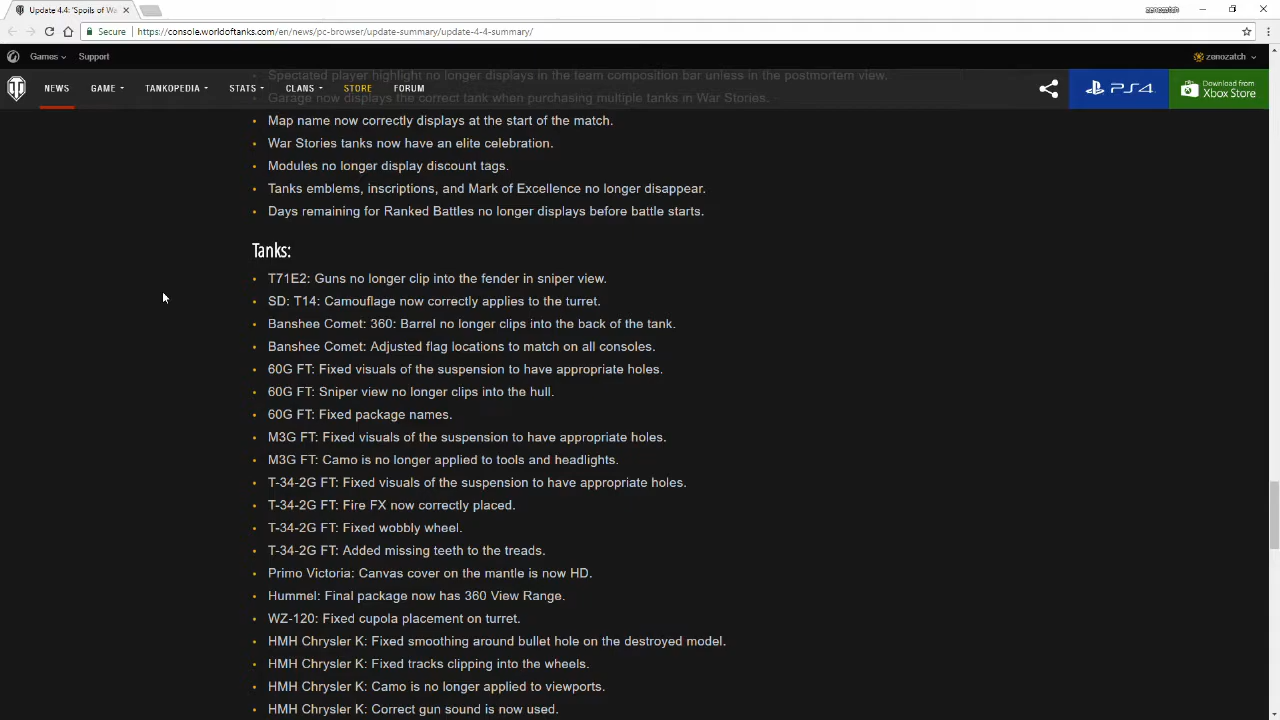 Update 4.4: 'Spoils of Wa
zenozatch
Secure
https://console.worldoftanks.com/en/news/pc-browser/update-summary/update-4-4-summary/
Games
Support
zenozatch
NEWS
GAME
TANKOPEDIA
STATS
CLANS
STORE
FORUM
PS4
Download from
Xbox Store
Spectated player highlight no longer displays in the team composition bar unless in the postmortem view.
Garage now displays the correct tank when purchasing multiple tanks in War Stories.
Map name now correctly displays at the start of the match.
War Stories tanks now have an elite celebration.
Modules no longer display discount tags.
Tanks emblems, inscriptions, and Mark of Excellence no longer disappear.
Days remaining for Ranked Battles no longer displays before battle starts.
Tanks:
T71E2: Guns no longer clip into the fender in sniper view.
SD: T14: Camouflage now correctly applies to the turret.
Banshee Comet: 360: Barrel no longer clips into the back of the tank.
Banshee Comet: Adjusted flag locations to match on all consoles.
60G FT: Fixed visuals of the suspension to have appropriate holes.
60G FT: Sniper view no longer clips into the hull.
60G FT: Fixed package names.
M3G FT: Fixed visuals of the suspension to have appropriate holes.
M3G FT: Camo is no longer applied to tools and headlights.
T-34-2G FT: Fixed visuals of the suspension to have appropriate holes.
T-34-2G FT: Fire FX now correctly placed.
T-34-2G FT: Fixed wobbly wheel.
T-34-2G FT: Added missing teeth to the treads.
Primo Victoria: Canvas cover on the mantle is now HD.
Hummel: Final package now has 360 View Range.
WZ-120: Fixed cupola placement on turret.
HMH Chrysler K: Fixed smoothing around bullet hole on the destroyed model.
HMH Chrysler K: Fixed tracks clipping into the wheels.
HMH Chrysler K: Camo is no longer applied to viewports.
HMH Chrysler K: Correct gun sound is now used.